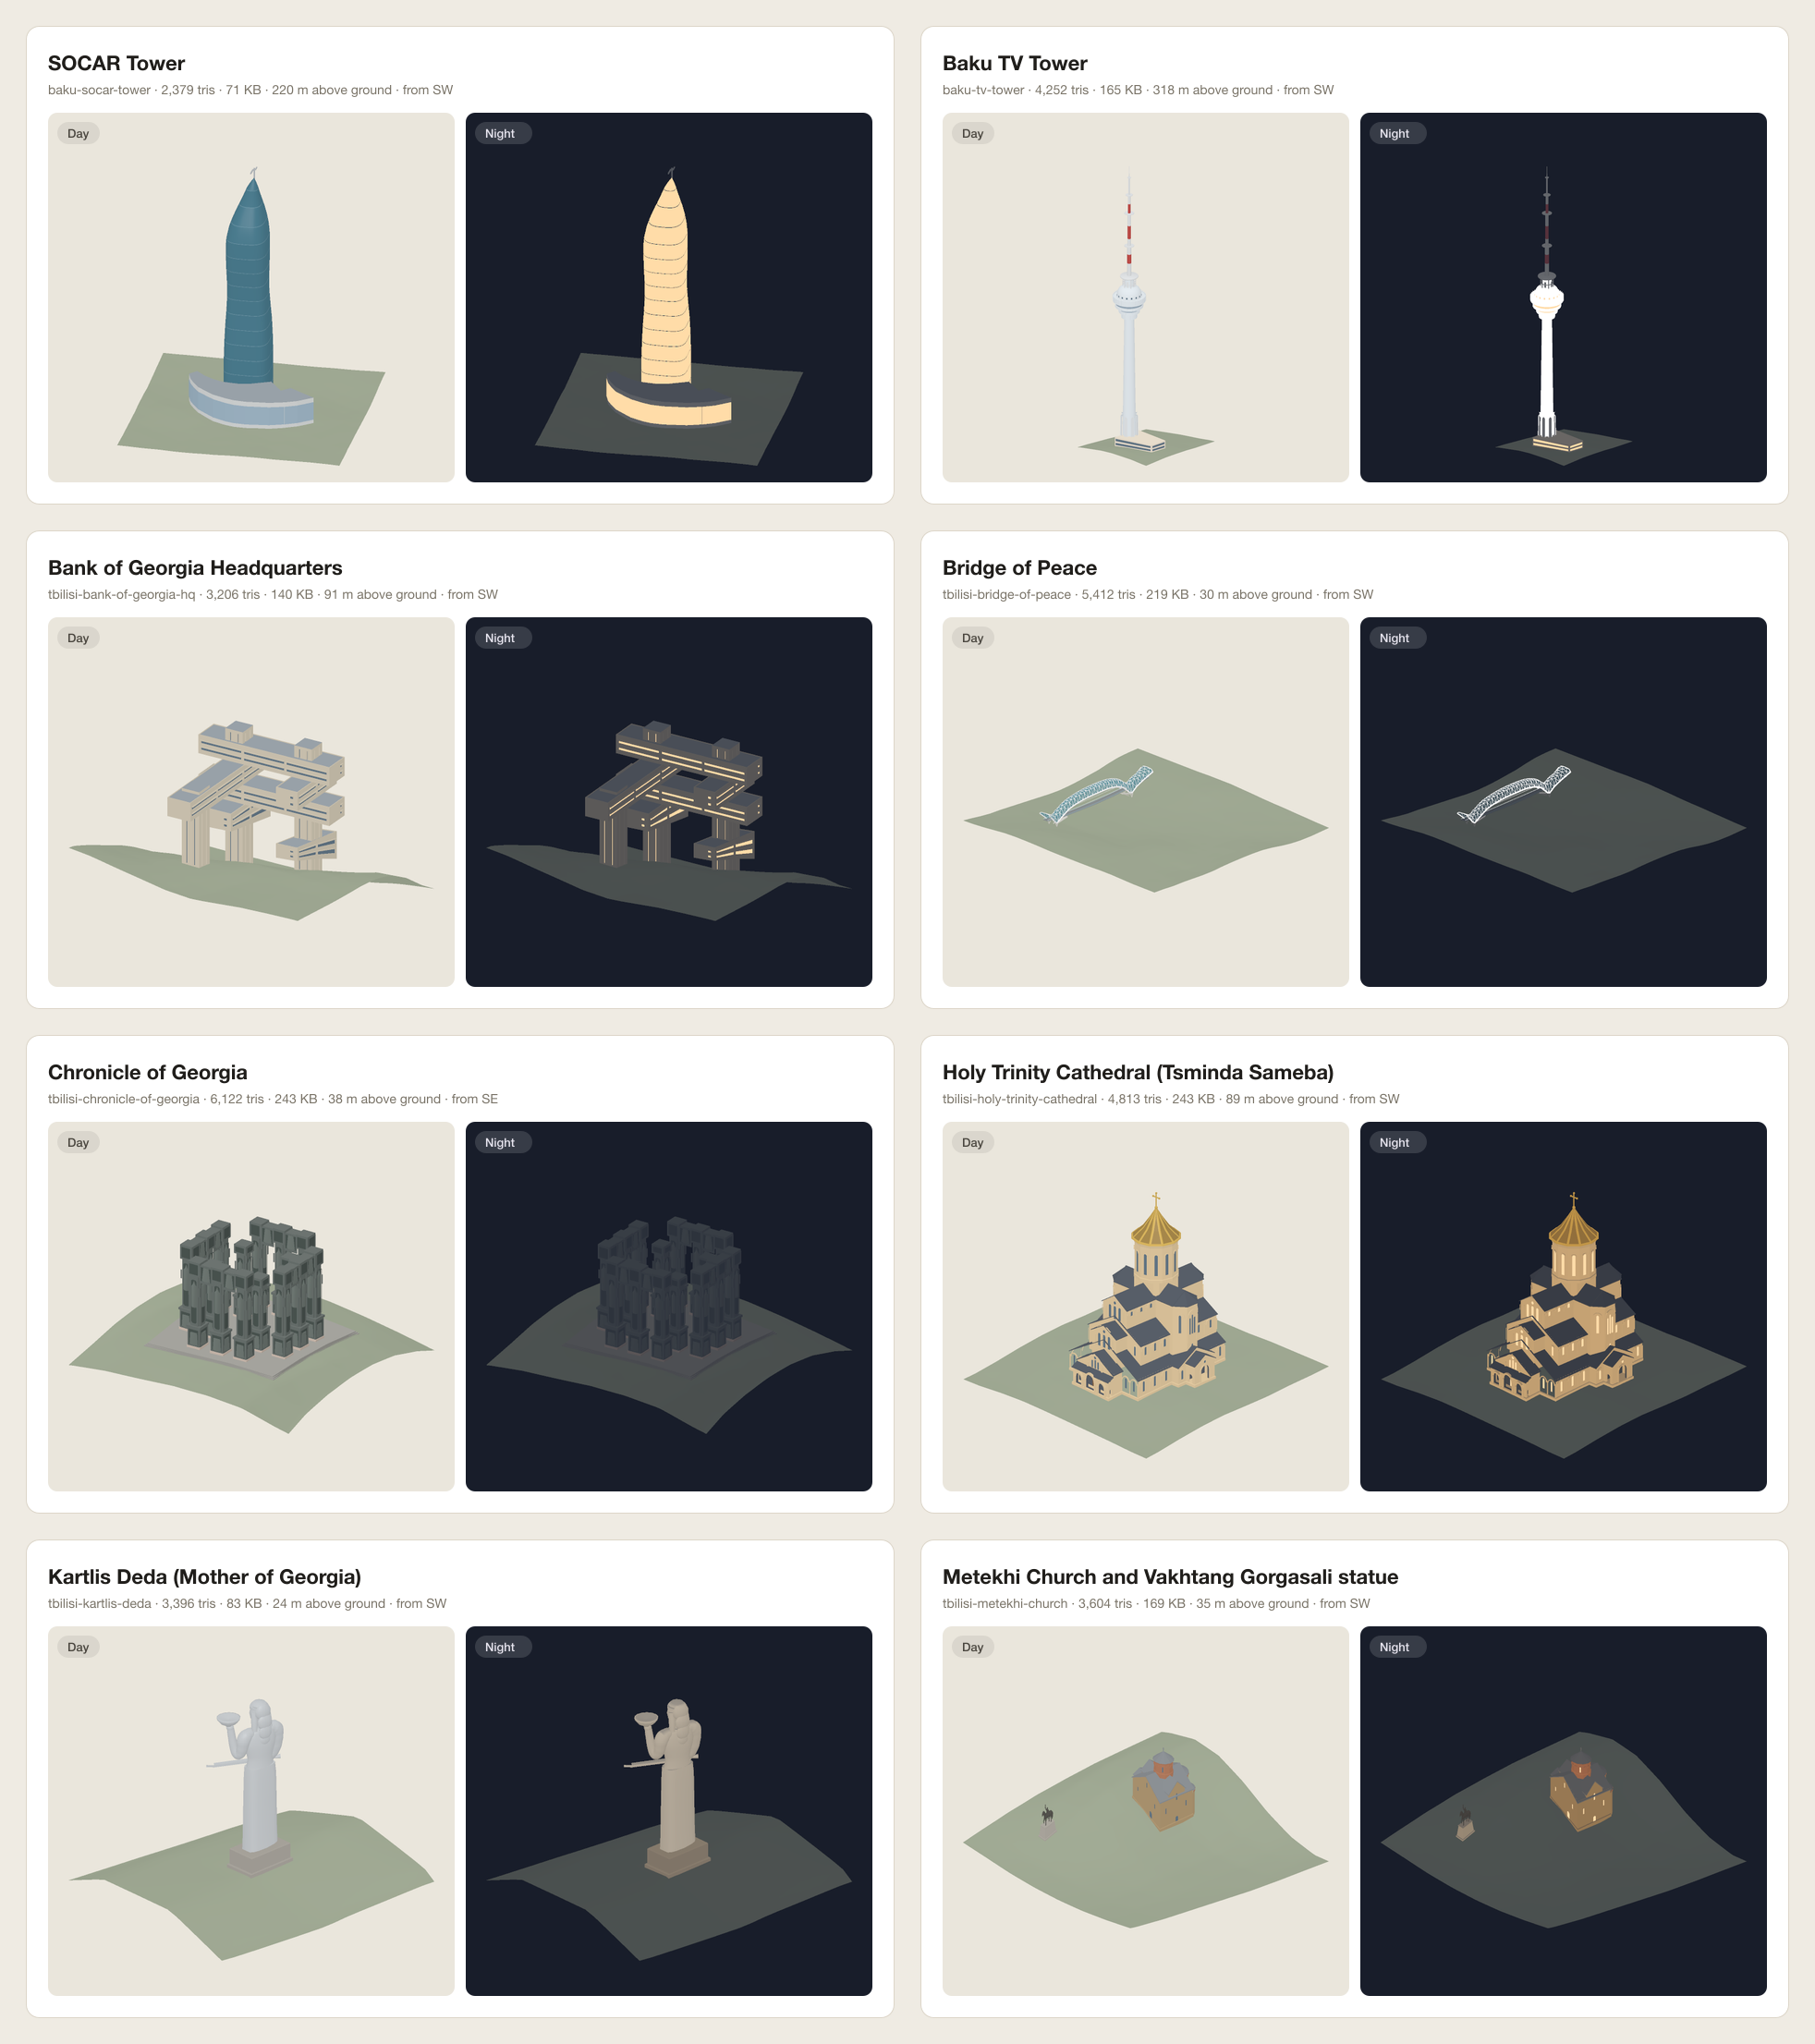 SOCAR Tower
baku-socar-tower · 2,379 tris · 71 KB · 220 m above ground · from SW
Day
Night
Baku TV Tower
baku-tv-tower · 4,252 tris · 165 KB · 318 m above ground · from SW
Day
Night
Bank of Georgia Headquarters
tbilisi-bank-of-georgia-hq · 3,206 tris · 140 KB · 91 m above ground · from SW
Day
Night
Bridge of Peace
tbilisi-bridge-of-peace · 5,412 tris · 219 KB · 30 m above ground · from SW
Day
Night
Chronicle of Georgia
tbilisi-chronicle-of-georgia · 6,122 tris · 243 KB · 38 m above ground · from SE
Day
Night
Holy Trinity Cathedral (Tsminda Sameba)
tbilisi-holy-trinity-cathedral · 4,813 tris · 243 KB · 89 m above ground · from SW
Day
Night
Kartlis Deda (Mother of Georgia)
tbilisi-kartlis-deda · 3,396 tris · 83 KB · 24 m above ground · from SW
Day
Night
Metekhi Church and Vakhtang Gorgasali statue
tbilisi-metekhi-church · 3,604 tris · 169 KB · 35 m above ground · from SW
Day
Night